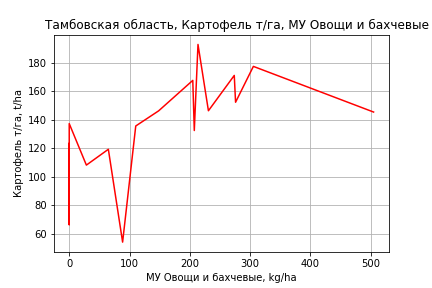 Тамбовская область, Картофель т/га, МУ Овощи и бахчевые
180
160
140
120
100
80
60
Картофель т/га, t/ha
0 100 200 300 400 500
МУ Овощи и бахчевые, kg/ha